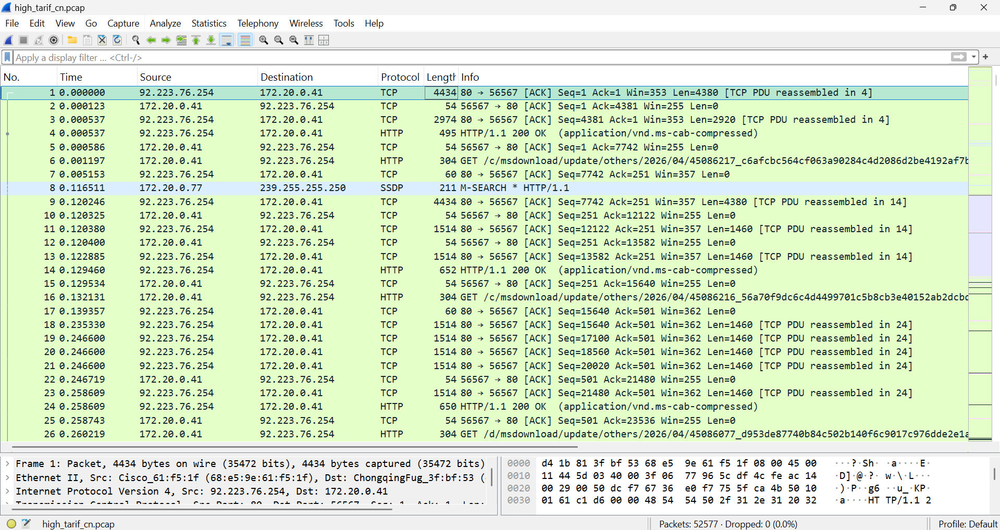 high_tarif_cn.pcap
File Edit View Go Capture Analyze Statistics Telephony Wireless Tools Help
Apply a display filter ... <Ctrl-/>
No. Time Source Destination Protocol Length Info
1 0.000000 92.223.76.254 172.20.0.41 TCP 4434 80 → 56567 [ACK] Seq=1 Ack=1 Win=353 Len=4380 [TCP PDU reassembled in 4]
2 0.000123 172.20.0.41 92.223.76.254 TCP 54 56567 → 80 [ACK] Seq=1 Ack=4381 Win=255 Len=0
3 0.000537 92.223.76.254 172.20.0.41 TCP 2974 80 → 56567 [ACK] Seq=4381 Ack=1 Win=353 Len=2920 [TCP PDU reassembled in 4]
4 0.000537 92.223.76.254 172.20.0.41 HTTP 495 HTTP/1.1 200 OK (application/vnd.ms-cab-compressed)
5 0.000586 172.20.0.41 92.223.76.254 TCP 54 56567 → 80 [ACK] Seq=1 Ack=7742 Win=255 Len=0
6 0.001197 172.20.0.41 92.223.76.254 HTTP 304 GET /c/msdownload/update/others/2026/04/45086217_c6afcbc564cf063a90284c4d2086d2be4192af7
7 0.005153 92.223.76.254 172.20.0.41 TCP 60 80 → 56567 [ACK] Seq=7742 Ack=251 Win=357 Len=0
8 0.116511 172.20.0.77 239.255.255.250 SSDP 211 M-SEARCH * HTTP/1.1
9 0.120246 92.223.76.254 172.20.0.41 TCP 4434 80 → 56567 [ACK] Seq=7742 Ack=251 Win=357 Len=4380 [TCP PDU reassembled in 14]
10 0.120325 172.20.0.41 92.223.76.254 TCP 54 56567 → 80 [ACK] Seq=251 Ack=12122 Win=255 Len=0
11 0.120380 92.223.76.254 172.20.0.41 TCP 1514 80 → 56567 [ACK] Seq=12122 Ack=251 Win=357 Len=1460 [TCP PDU reassembled in 14]
12 0.120400 172.20.0.41 92.223.76.254 TCP 54 56567 → 80 [ACK] Seq=251 Ack=13582 Win=255 Len=0
13 0.122885 92.223.76.254 172.20.0.41 TCP 1514 80 → 56567 [ACK] Seq=13582 Ack=251 Win=357 Len=1460 [TCP PDU reassembled in 14]
14 0.129460 92.223.76.254 172.20.0.41 HTTP 652 HTTP/1.1 200 OK (application/vnd.ms-cab-compressed)
15 0.129534 172.20.0.41 92.223.76.254 TCP 54 56567 → 80 [ACK] Seq=251 Ack=15640 Win=255 Len=0
16 0.132131 172.20.0.41 92.223.76.254 HTTP 304 GET /c/msdownload/update/others/2026/04/45086216_56a70f9dc6c4d4499701c5b8cb3e40152ab2dcb
17 0.139357 92.223.76.254 172.20.0.41 TCP 60 80 → 56567 [ACK] Seq=15640 Ack=501 Win=362 Len=0
18 0.235330 92.223.76.254 172.20.0.41 TCP 1514 80 → 56567 [ACK] Seq=15640 Ack=501 Win=362 Len=1460 [TCP PDU reassembled in 24]
19 0.246600 92.223.76.254 172.20.0.41 TCP 1514 80 → 56567 [ACK] Seq=17100 Ack=501 Win=362 Len=1460 [TCP PDU reassembled in 24]
20 0.246600 92.223.76.254 172.20.0.41 TCP 1514 80 → 56567 [ACK] Seq=18560 Ack=501 Win=362 Len=1460 [TCP PDU reassembled in 24]
21 0.246600 92.223.76.254 172.20.0.41 TCP 1514 80 → 56567 [ACK] Seq=20020 Ack=501 Win=362 Len=1460 [TCP PDU reassembled in 24]
22 0.246719 172.20.0.41 92.223.76.254 TCP 54 56567 → 80 [ACK] Seq=501 Ack=21480 Win=255 Len=0
23 0.258609 92.223.76.254 172.20.0.41 TCP 1514 80 → 56567 [ACK] Seq=21480 Ack=501 Win=362 Len=1460 [TCP PDU reassembled in 24]
24 0.258609 92.223.76.254 172.20.0.41 HTTP 650 HTTP/1.1 200 OK (application/vnd.ms-cab-compressed)
25 0.258743 172.20.0.41 92.223.76.254 TCP 54 56567 → 80 [ACK] Seq=501 Ack=23536 Win=255 Len=0
26 0.260219 172.20.0.41 92.223.76.254 HTTP 304 GET /d/msdownload/update/others/2026/04/45086077_d953de87740b84c502b140f6c9017c976dde2e1
Frame 1: Packet, 4434 bytes on wire (35472 bits), 4434 bytes captured (35472 bits)
Ethernet II, Src: Cisco_61:f5:1f (68:e5:9e:61:f5:1f), Dst: ChongqingFug_3f:bf:53 (
Internet Protocol Version 4, Src: 92.223.76.254, Dst: 172.20.0.41
0000 d4 1b 81 3f bf 53 68 e5 9e 61 f5 1f 08 00 45 00 ···?·Sh· ·a····E·
0010 11 44 5d 03 40 00 3f 06 77 96 5c df 4c fe ac 14 ·D]·@·?· w·\·L···
0020 00 29 00 50 dc f7 67 36 e0 f7 75 5f ca 4b 50 10 ·)·P··g6 ··u_·KP·
0030 01 61 c1 d6 00 00 48 54 54 50 2f 31 2e 31 20 32 ·a····HT TP/1.1 2
high_tarif_cn.pcap
Packets: 52577 · Dropped: 0 (0.0%)
Profile: Default